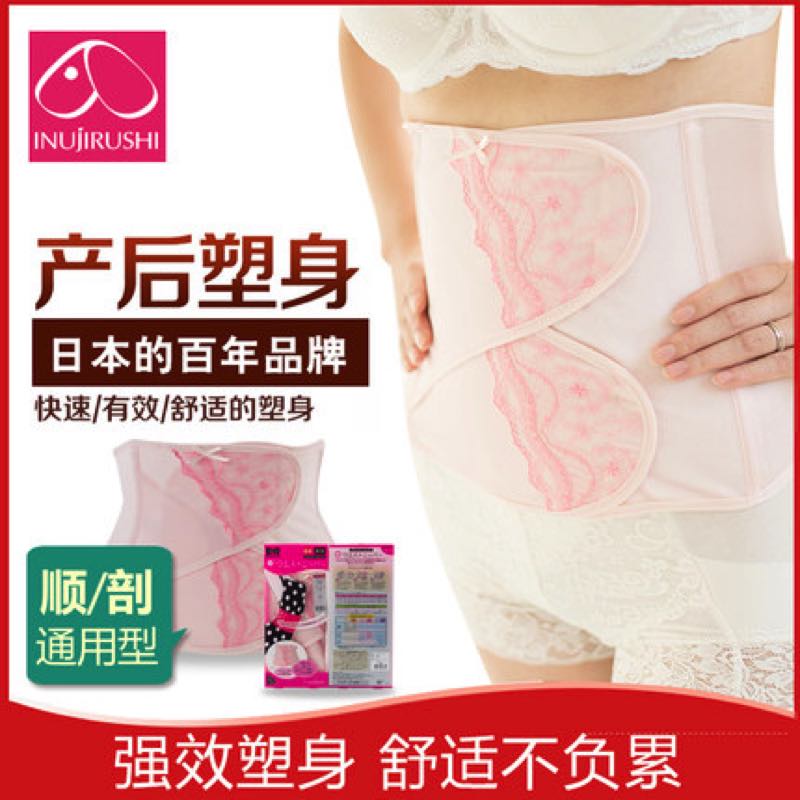 INUJIRUSHI
产后塑身
日本的百年品牌
快速/有效/舒适的塑身
顺/剖
通用型
强效塑身 舒适不负累